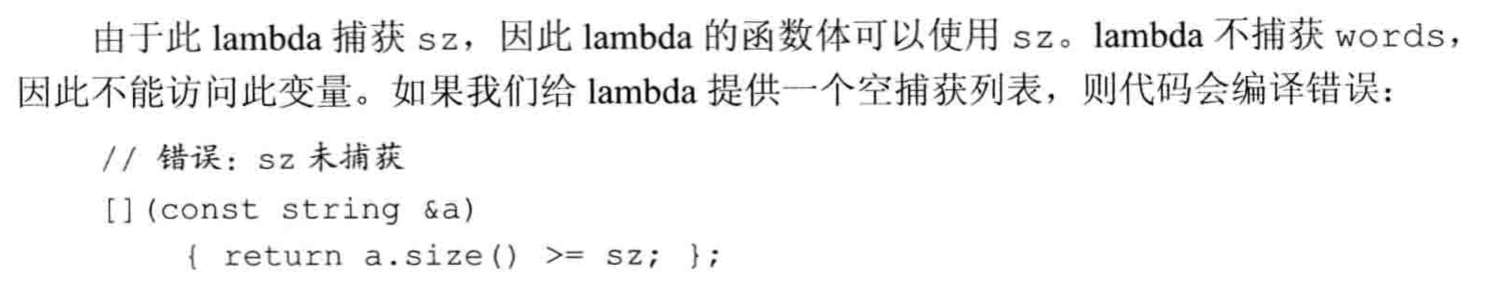 由于此 lambda 捕获 sz，因此 lambda 的函数体可以使用 sz。lambda 不捕获 words，
因此不能访问此变量。如果我们给 lambda 提供一个空捕获列表，则代码会编译错误：
// 错误：sz 未捕获
[](const string &a)
{ return a.size() >= sz; };